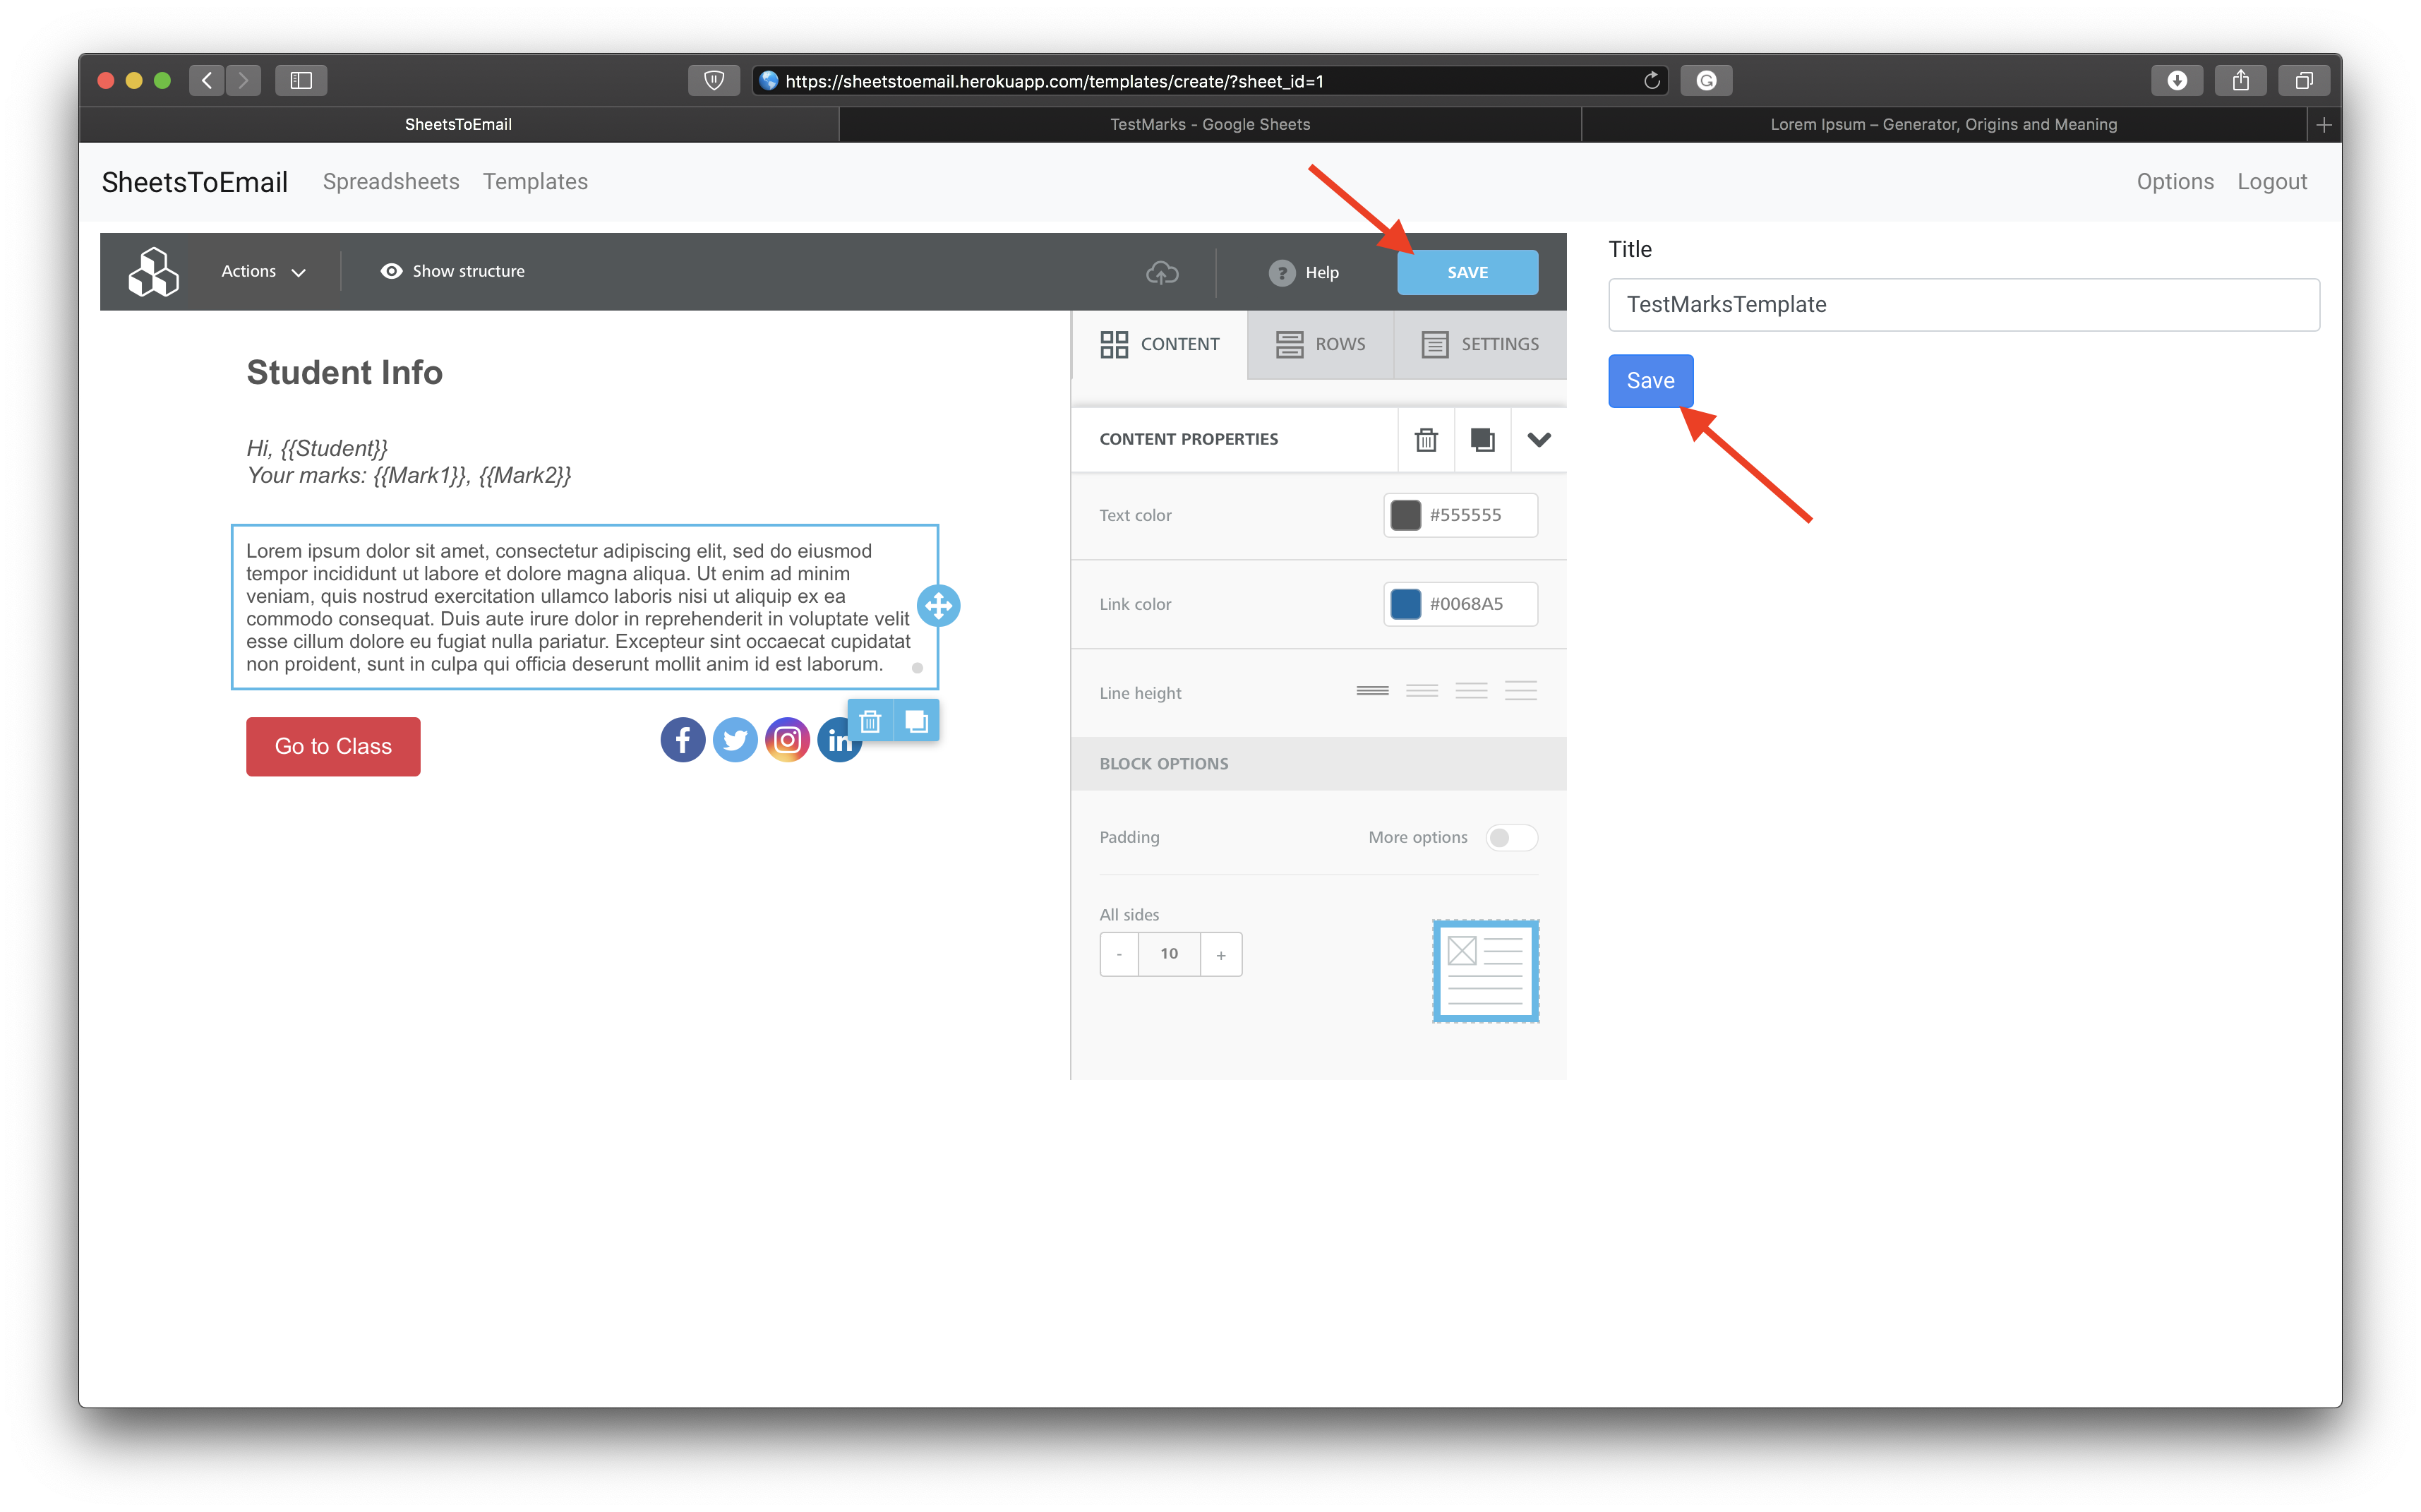 https://sheetstoemail.herokuapp.com/templates/create/?sheet_id=1
SheetsToEmail
TestMarks - Google Sheets
Lorem Ipsum – Generator, Origins and Meaning
SheetsToEmail
Spreadsheets
Templates
Options
Logout
Actions
Show structure
? Help
SAVE
Student Info
Hi, {{Student}}
Your marks: {{Mark1}}, {{Mark2}}
Lorem ipsum dolor sit amet, consectetur adipiscing elit, sed do eiusmod
tempor incididunt ut labore et dolore magna aliqua. Ut enim ad minim
veniam, quis nostrud exercitation ullamco laboris nisi ut aliquip ex ea
commodo consequat. Duis aute irure dolor in reprehenderit in voluptate velit
esse cillum dolore eu fugiat nulla pariatur. Excepteur sint occaecat cupidatat
non proident, sunt in culpa qui officia deserunt mollit anim id est laborum.
Go to Class
f
in
CONTENT
ROWS
SETTINGS
CONTENT PROPERTIES
Text color
#555555
Link color
#0068A5
Line height
BLOCK OPTIONS
Padding
More options
All sides
- 10 +
Title
TestMarksTemplate
Save